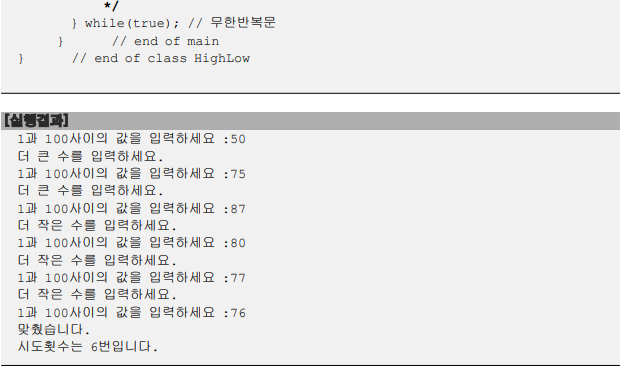 */
} while(true); // 무한반복문
} // end of main
} // end of class HighLow
[실행결과]
1과 100사이의 값을 입력하세요 :50
더 큰 수를 입력하세요.
1과 100사이의 값을 입력하세요 :75
더 큰 수를 입력하세요.
1과 100사이의 값을 입력하세요 :87
더 작은 수를 입력하세요.
1과 100사이의 값을 입력하세요 :80
더 작은 수를 입력하세요.
1과 100사이의 값을 입력하세요 :77
더 작은 수를 입력하세요.
1과 100사이의 값을 입력하세요 :76
맞췄습니다.
시도횟수는 6번입니다.